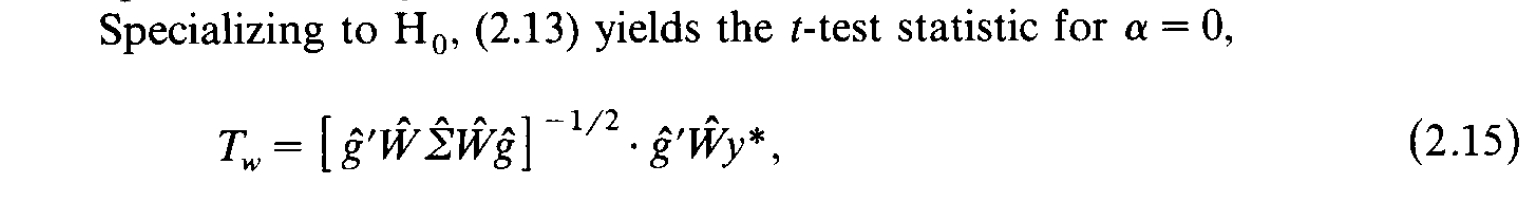 Specializing to H₀, (2.13) yields the t-test statistic for α = 0,
T_w = [ĝ′Ŵ Σ̂Ŵĝ]^{−1/2} · ĝ′Ŵy*, (2.15)